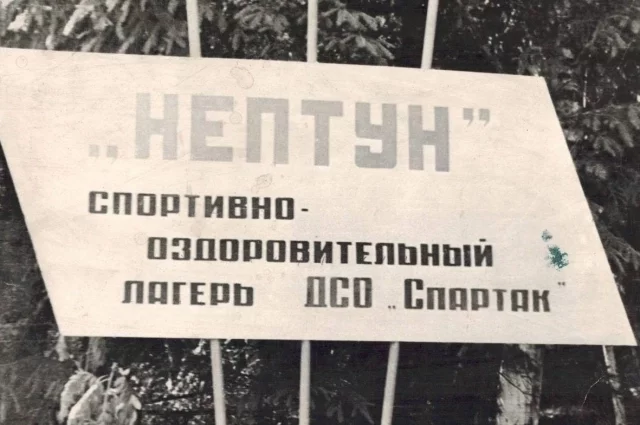 „НЕПТУН”
СПОРТИВНО-
ОЗДОРОВИТЕЛЬНЫЙ
ЛАГЕРЬ ДСО „СПАРТАК”